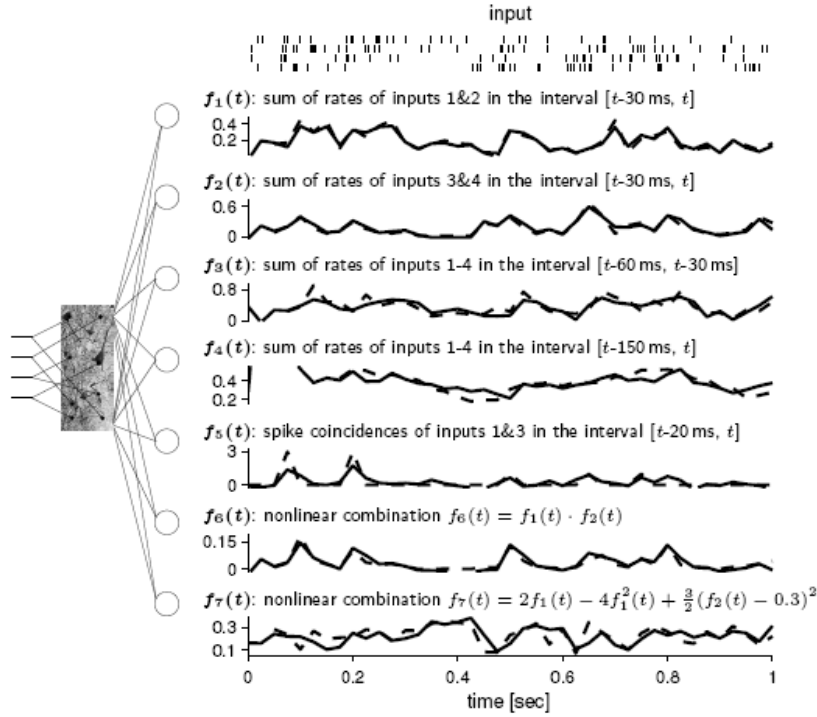 input
f₁(t): sum of rates of inputs 1&2 in the interval [t-30 ms, t]
0.4
0.2
f₂(t): sum of rates of inputs 3&4 in the interval [t-30 ms, t]
0.6
0
f₃(t): sum of rates of inputs 1-4 in the interval [t-60 ms, t-30 ms]
0.8
0
f₄(t): sum of rates of inputs 1-4 in the interval [t-150 ms, t]
0.4
0.2
f₅(t): spike coincidences of inputs 1&3 in the interval [t-20 ms, t]
3
0
f₆(t): nonlinear combination f₆(t) = f₁(t) · f₂(t)
0.15
0
f₇(t): nonlinear combination f₇(t) = 2f₁(t) − 4f₁²(t) + 3/2(f₂(t) − 0.3)²
0.3
0.1
0 0.2 0.4 0.6 0.8 1
time [sec]